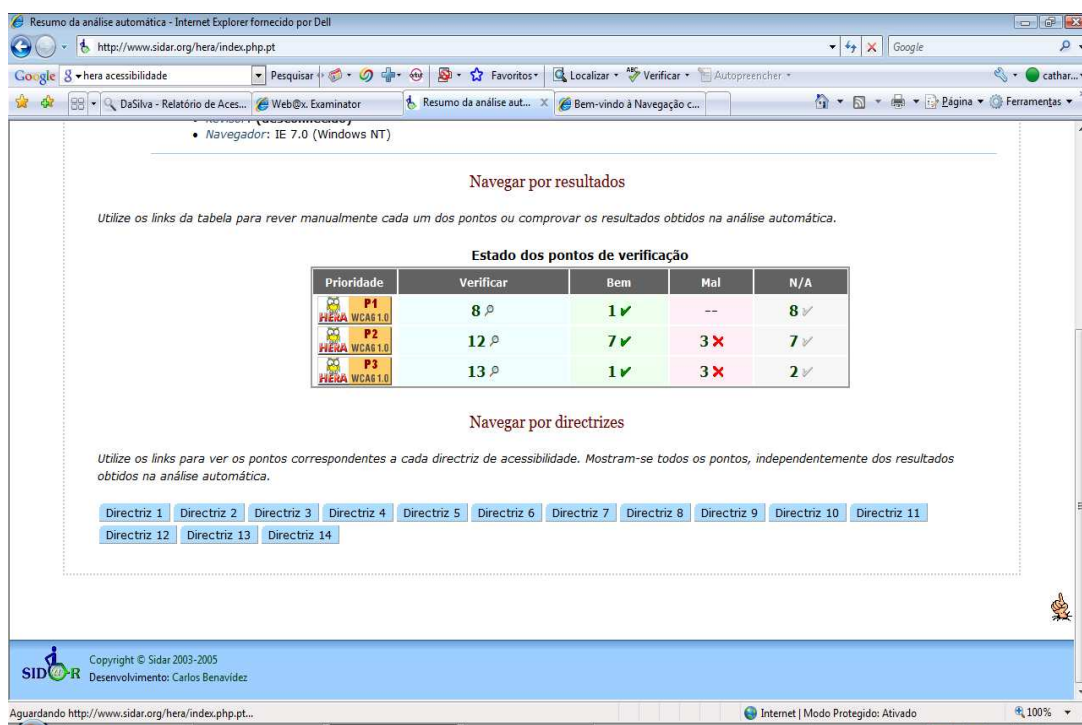 Resumo da análise automática - Internet Explorer fornecido por Dell
http://www.sidar.org/hera/index.php.pt Google
Google hera acessibilidade Pesquisar Favoritos Localizar Verificar Autopreencher cathar...
DaSilva - Relatório de Aces... Web@x. Examinator Resumo da análise aut... X Bem-vindo à Navegação c... Página Ferramentas
Revisor: (desconhecido)
Navegador: IE 7.0 (Windows NT)
Navegar por resultados
Utilize os links da tabela para rever manualmente cada um dos pontos ou comprovar os resultados obtidos na análise automática.
Estado dos pontos de verificação
Prioridade Verificar Bem Mal N/A
HERA P1 WCAG 1.0 8 1 -- 8
HERA P2 WCAG 1.0 12 7 3 7
HERA P3 WCAG 1.0 13 1 3 2
Navegar por directrizes
Utilize os links para ver os pontos correspondentes a cada directriz de acessibilidade. Mostram-se todos os pontos, independentemente dos resultados
obtidos na análise automática.
Directriz 1 Directriz 2 Directriz 3 Directriz 4 Directriz 5 Directriz 6 Directriz 7 Directriz 8 Directriz 9 Directriz 10 Directriz 11
Directriz 12 Directriz 13 Directriz 14
SIDAR Copyright © Sidar 2003-2005
Desenvolvimento: Carlos Benavídez
Aguardando http://www.sidar.org/hera/index.php.pt... Internet | Modo Protegido: Ativado 100%